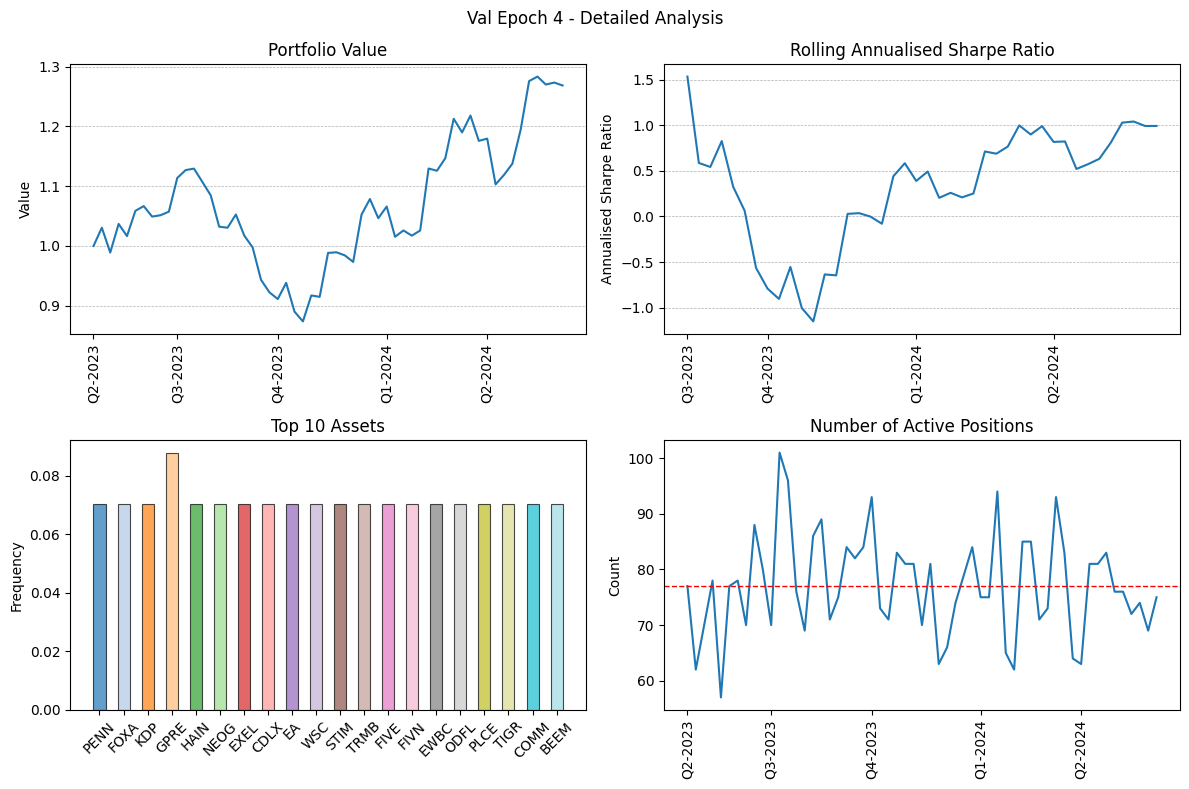 Val Epoch 4 - Detailed Analysis
Portfolio Value
Value
1.3
1.2
1.1
1.0
0.9
Q2-2023
Q3-2023
Q4-2023
Q1-2024
Q2-2024
Rolling Annualised Sharpe Ratio
Annualised Sharpe Ratio
1.5
1.0
0.5
0.0
−0.5
−1.0
Q3-2023
Q4-2023
Q1-2024
Q2-2024
Top 10 Assets
Frequency
0.08
0.06
0.04
0.02
0.00
PENN
FOXA
KDP
GPRE
HAIN
NEOG
EXEL
CDLX
EA
WSC
STIM
TRMB
FIVE
FIVN
EWBC
ODFL
PLCE
TIGR
COMM
BEEM
Number of Active Positions
Count
100
90
80
70
60
Q2-2023
Q3-2023
Q4-2023
Q1-2024
Q2-2024